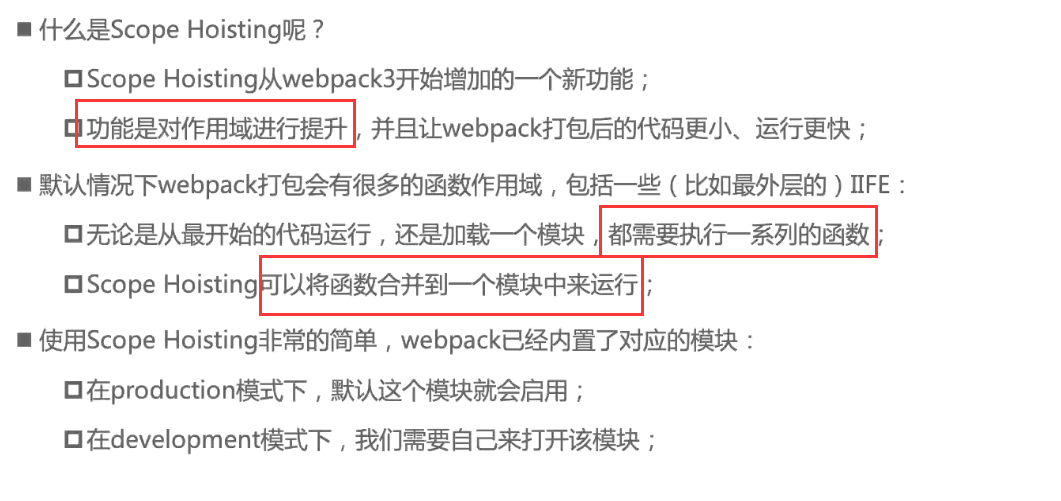 什么是Scope Hoisting呢？
Scope Hoisting从webpack3开始增加的一个新功能；
功能是对作用域进行提升，并且让webpack打包后的代码更小、运行更快；
默认情况下webpack打包会有很多的函数作用域，包括一些（比如最外层的）IIFE：
无论是从最开始的代码运行，还是加载一个模块，都需要执行一系列的函数；
Scope Hoisting可以将函数合并到一个模块中来运行；
使用Scope Hoisting非常的简单，webpack已经内置了对应的模块：
在production模式下，默认这个模块就会启用；
在development模式下，我们需要自己来打开该模块；